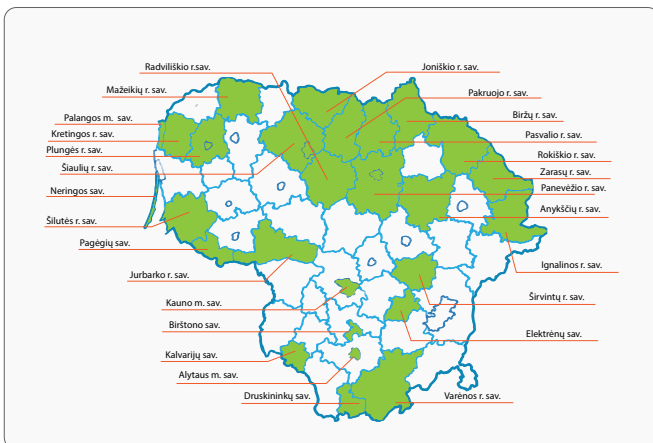 Radviliškio r.sav.
Mažeikių r. sav.
Palangos m. sav.
Kretingos r. sav.
Plungės r. sav.
Šiaulių r. sav.
Neringos sav.
Šilutės r. sav.
Pagėgių sav.
Jurbarko r. sav.
Kauno m. sav.
Birštono sav.
Kalvarijų sav.
Alytaus m. sav.
Druskininkų sav.
Joniškio r. sav.
Pakruojo r. sav.
Biržų r. sav.
Pasvalio r. sav.
Rokiškio r. sav.
Zarasų r. sav.
Panevėžio r. sav.
Anykščių r. sav.
Ignalinos r. sav.
Širvintų r. sav.
Elektrėnų sav.
Varėnos r. sav.